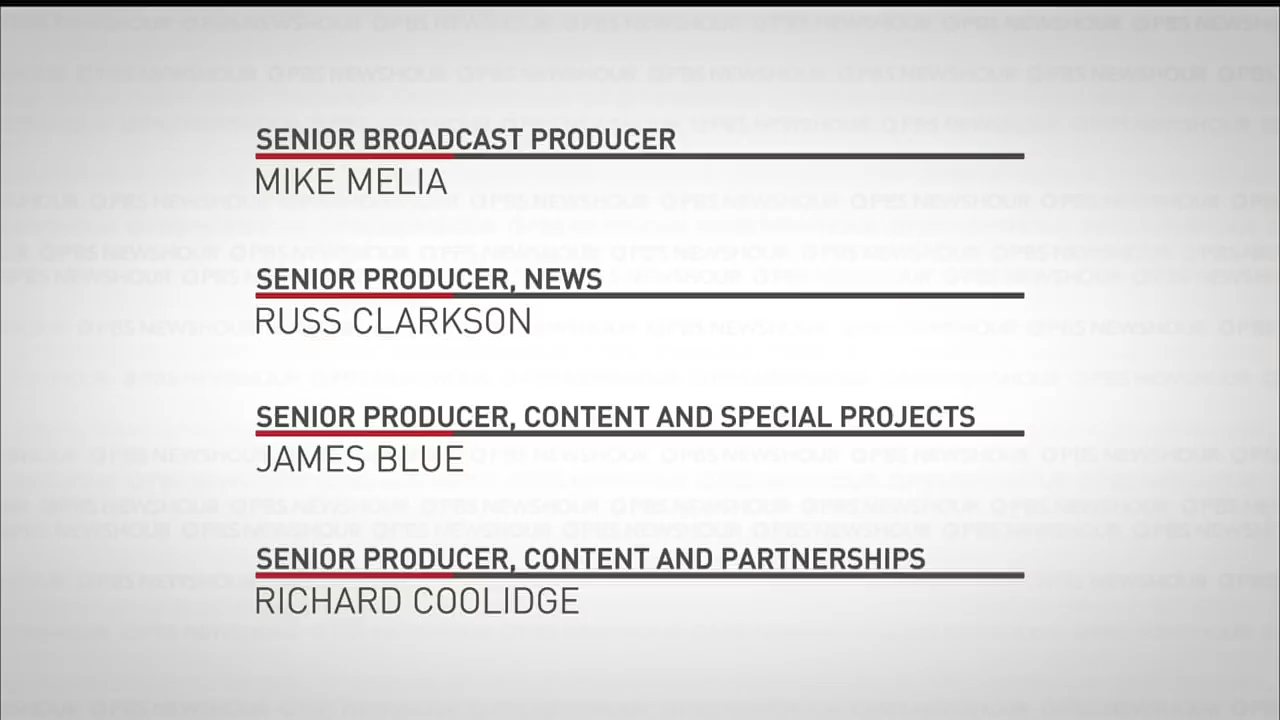 SENIOR BROADCAST PRODUCER
MIKE MELIA
SENIOR PRODUCER, NEWS
RUSS CLARKSON
SENIOR PRODUCER, CONTENT AND SPECIAL PROJECTS
JAMES BLUE
SENIOR PRODUCER, CONTENT AND PARTNERSHIPS
RICHARD COOLIDGE